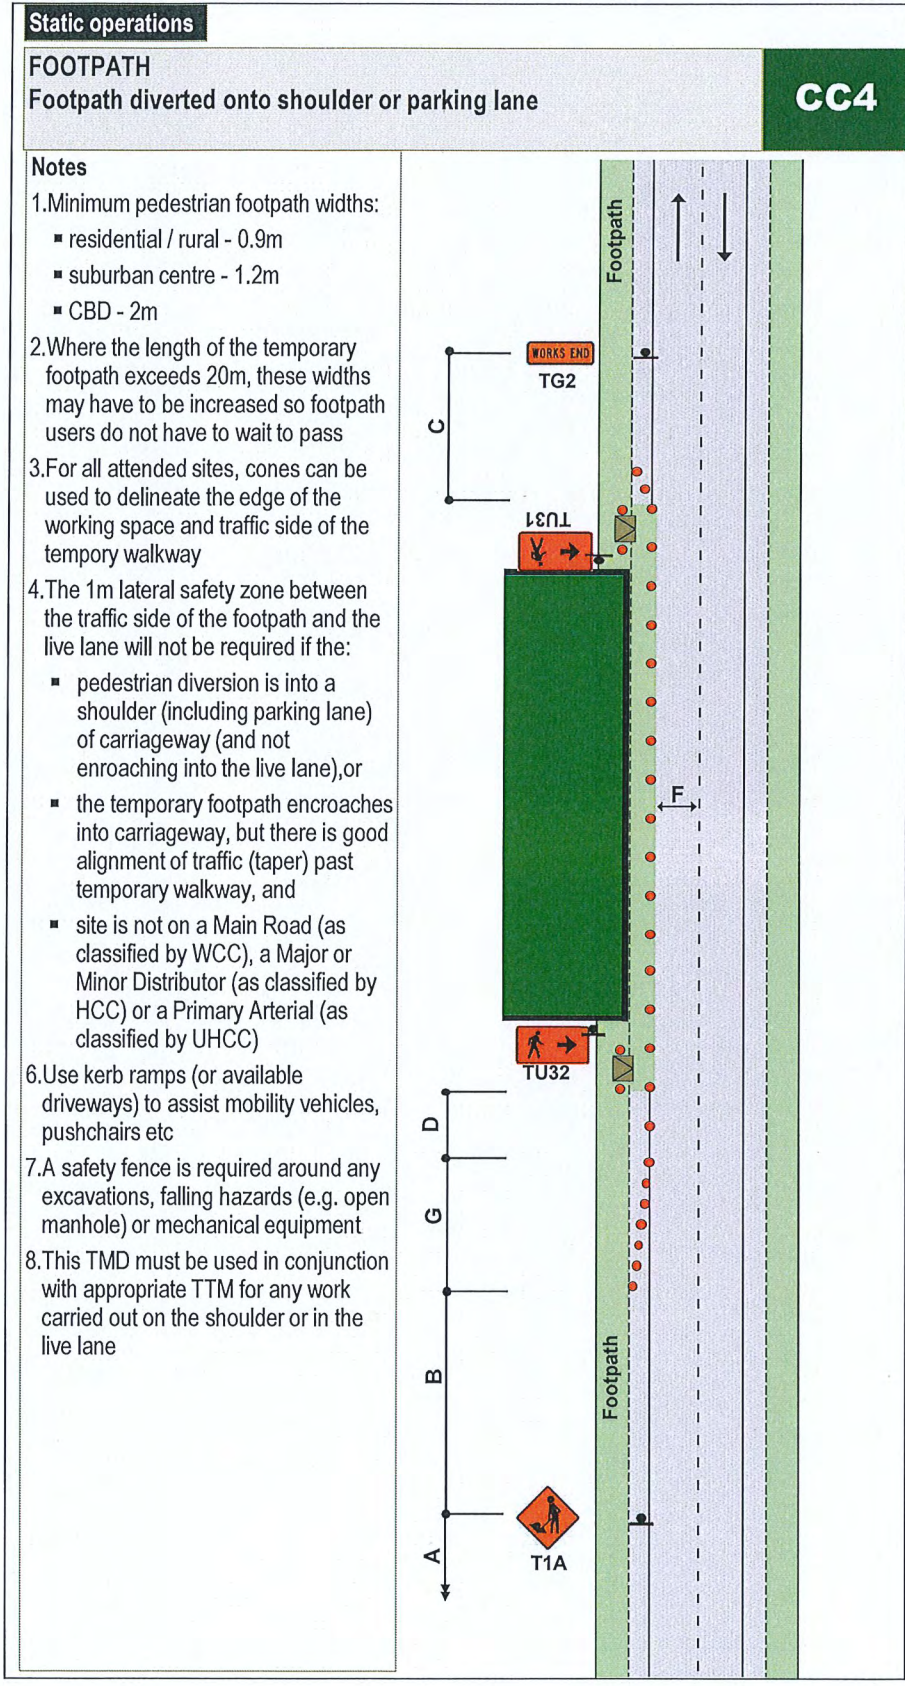 Static operations
FOOTPATH
Footpath diverted onto shoulder or parking lane
CC4
Notes
1.Minimum pedestrian footpath widths:
▪ residential / rural - 0.9m
▪ suburban centre - 1.2m
▪ CBD - 2m
2.Where the length of the temporary
footpath exceeds 20m, these widths
may have to be increased so footpath
users do not have to wait to pass
3.For all attended sites, cones can be
used to delineate the edge of the
working space and traffic side of the
tempory walkway
4.The 1m lateral safety zone between
the traffic side of the footpath and the
live lane will not be required if the:
▪ pedestrian diversion is into a
shoulder (including parking lane)
of carriageway (and not
enroaching into the live lane),or
▪ the temporary footpath encroaches
into carriageway, but there is good
alignment of traffic (taper) past
temporary walkway, and
▪ site is not on a Main Road (as
classified by WCC), a Major or
Minor Distributor (as classified by
HCC) or a Primary Arterial (as
classified by UHCC)
6.Use kerb ramps (or available
driveways) to assist mobility vehicles,
pushchairs etc
7.A safety fence is required around any
excavations, falling hazards (e.g. open
manhole) or mechanical equipment
8.This TMD must be used in conjunction
with appropriate TTM for any work
carried out on the shoulder or in the
live lane
Footpath
WORKS END
TG2
C
TU31
F
TU32
D
G
B
Footpath
A
T1A